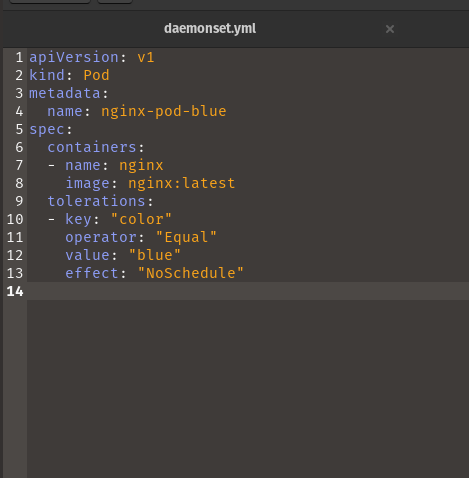 daemonset.yml ×
1 apiVersion: v1
2 kind: Pod
3 metadata:
4   name: nginx-pod-blue
5 spec:
6   containers:
7   - name: nginx
8     image: nginx:latest
9   tolerations:
10   - key: "color"
11     operator: "Equal"
12     value: "blue"
13     effect: "NoSchedule"
14